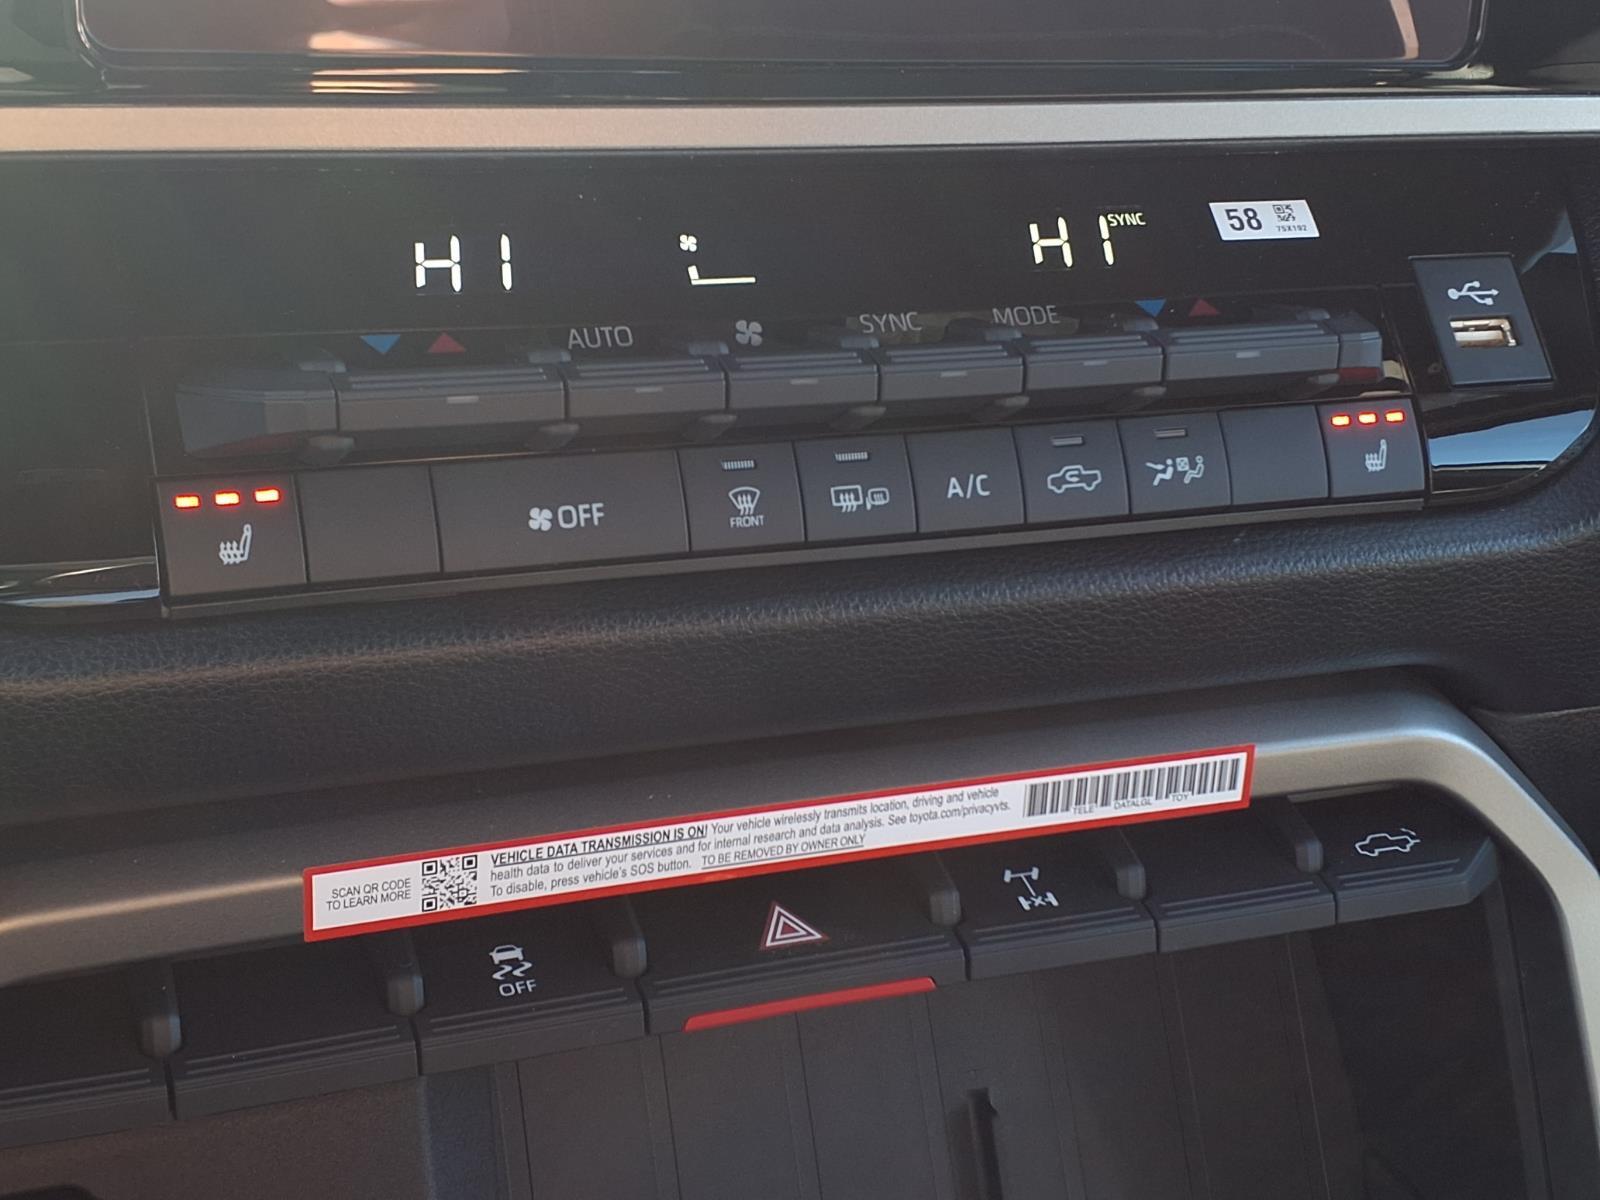 HI
HI SYNC
58
75X192
AUTO
SYNC
MODE
OFF
FRONT
A/C
SCAN QR CODE
TO LEARN MORE
VEHICLE DATA TRANSMISSION IS ON! Your vehicle wirelessly transmits location, driving and vehicle
health data to deliver your services and for internal research and data analysis. See toyota.com/privacyvts.
To disable, press vehicle's SOS button. TO BE REMOVED BY OWNER ONLY
TELE DATALGL TOY
OFF